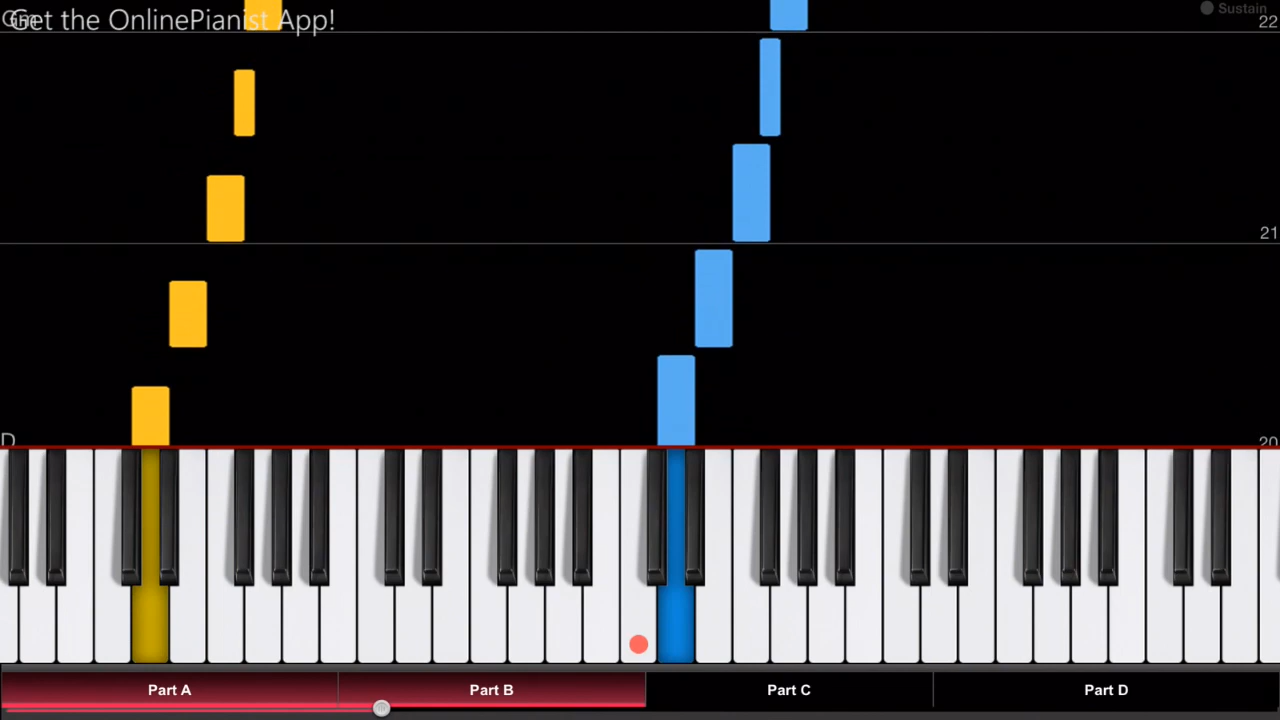 Get the OnlinePianist App!
Sustain
22
21
D
20
Part A
Part B
Part C
Part D